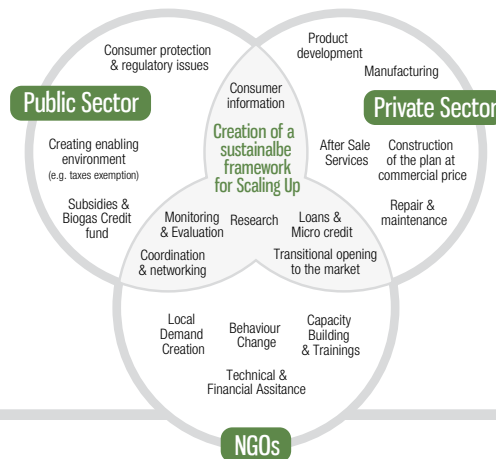 Consumer protection
& regulatory issues
Public Sector
Creating enabling
environment
(e.g. taxes exemption)
Subsidies &
Biogas Credit
fund
Product
development
Manufacturing
Private Sector
After Sale
Services
Construction
of the plan at
commercial price
Repair &
maintenance
Consumer
information
Creation of a
sustainalbe
framework
for Scaling Up
Monitoring
& Evaluation
Research
Loans &
Micro credit
Coordination
& networking
Transitional opening
to the market
Local
Demand
Creation
Behaviour
Change
Capacity
Building
& Trainings
Technical &
Financial Assitance
NGOs